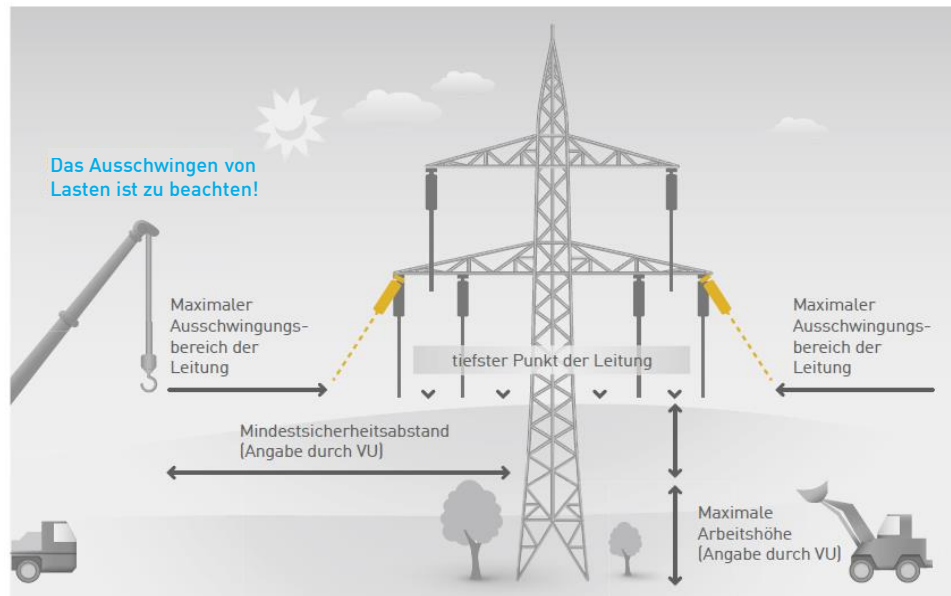 Das Ausschwingen von
Lasten ist zu beachten!
Maximaler
Ausschwingungs-
bereich der
Leitung
Maximaler
Ausschwingungs-
bereich der
Leitung
tiefster Punkt der Leitung
Mindestsicherheitsabstand
(Angabe durch VU)
Maximale
Arbeitshöhe
(Angabe durch VU)